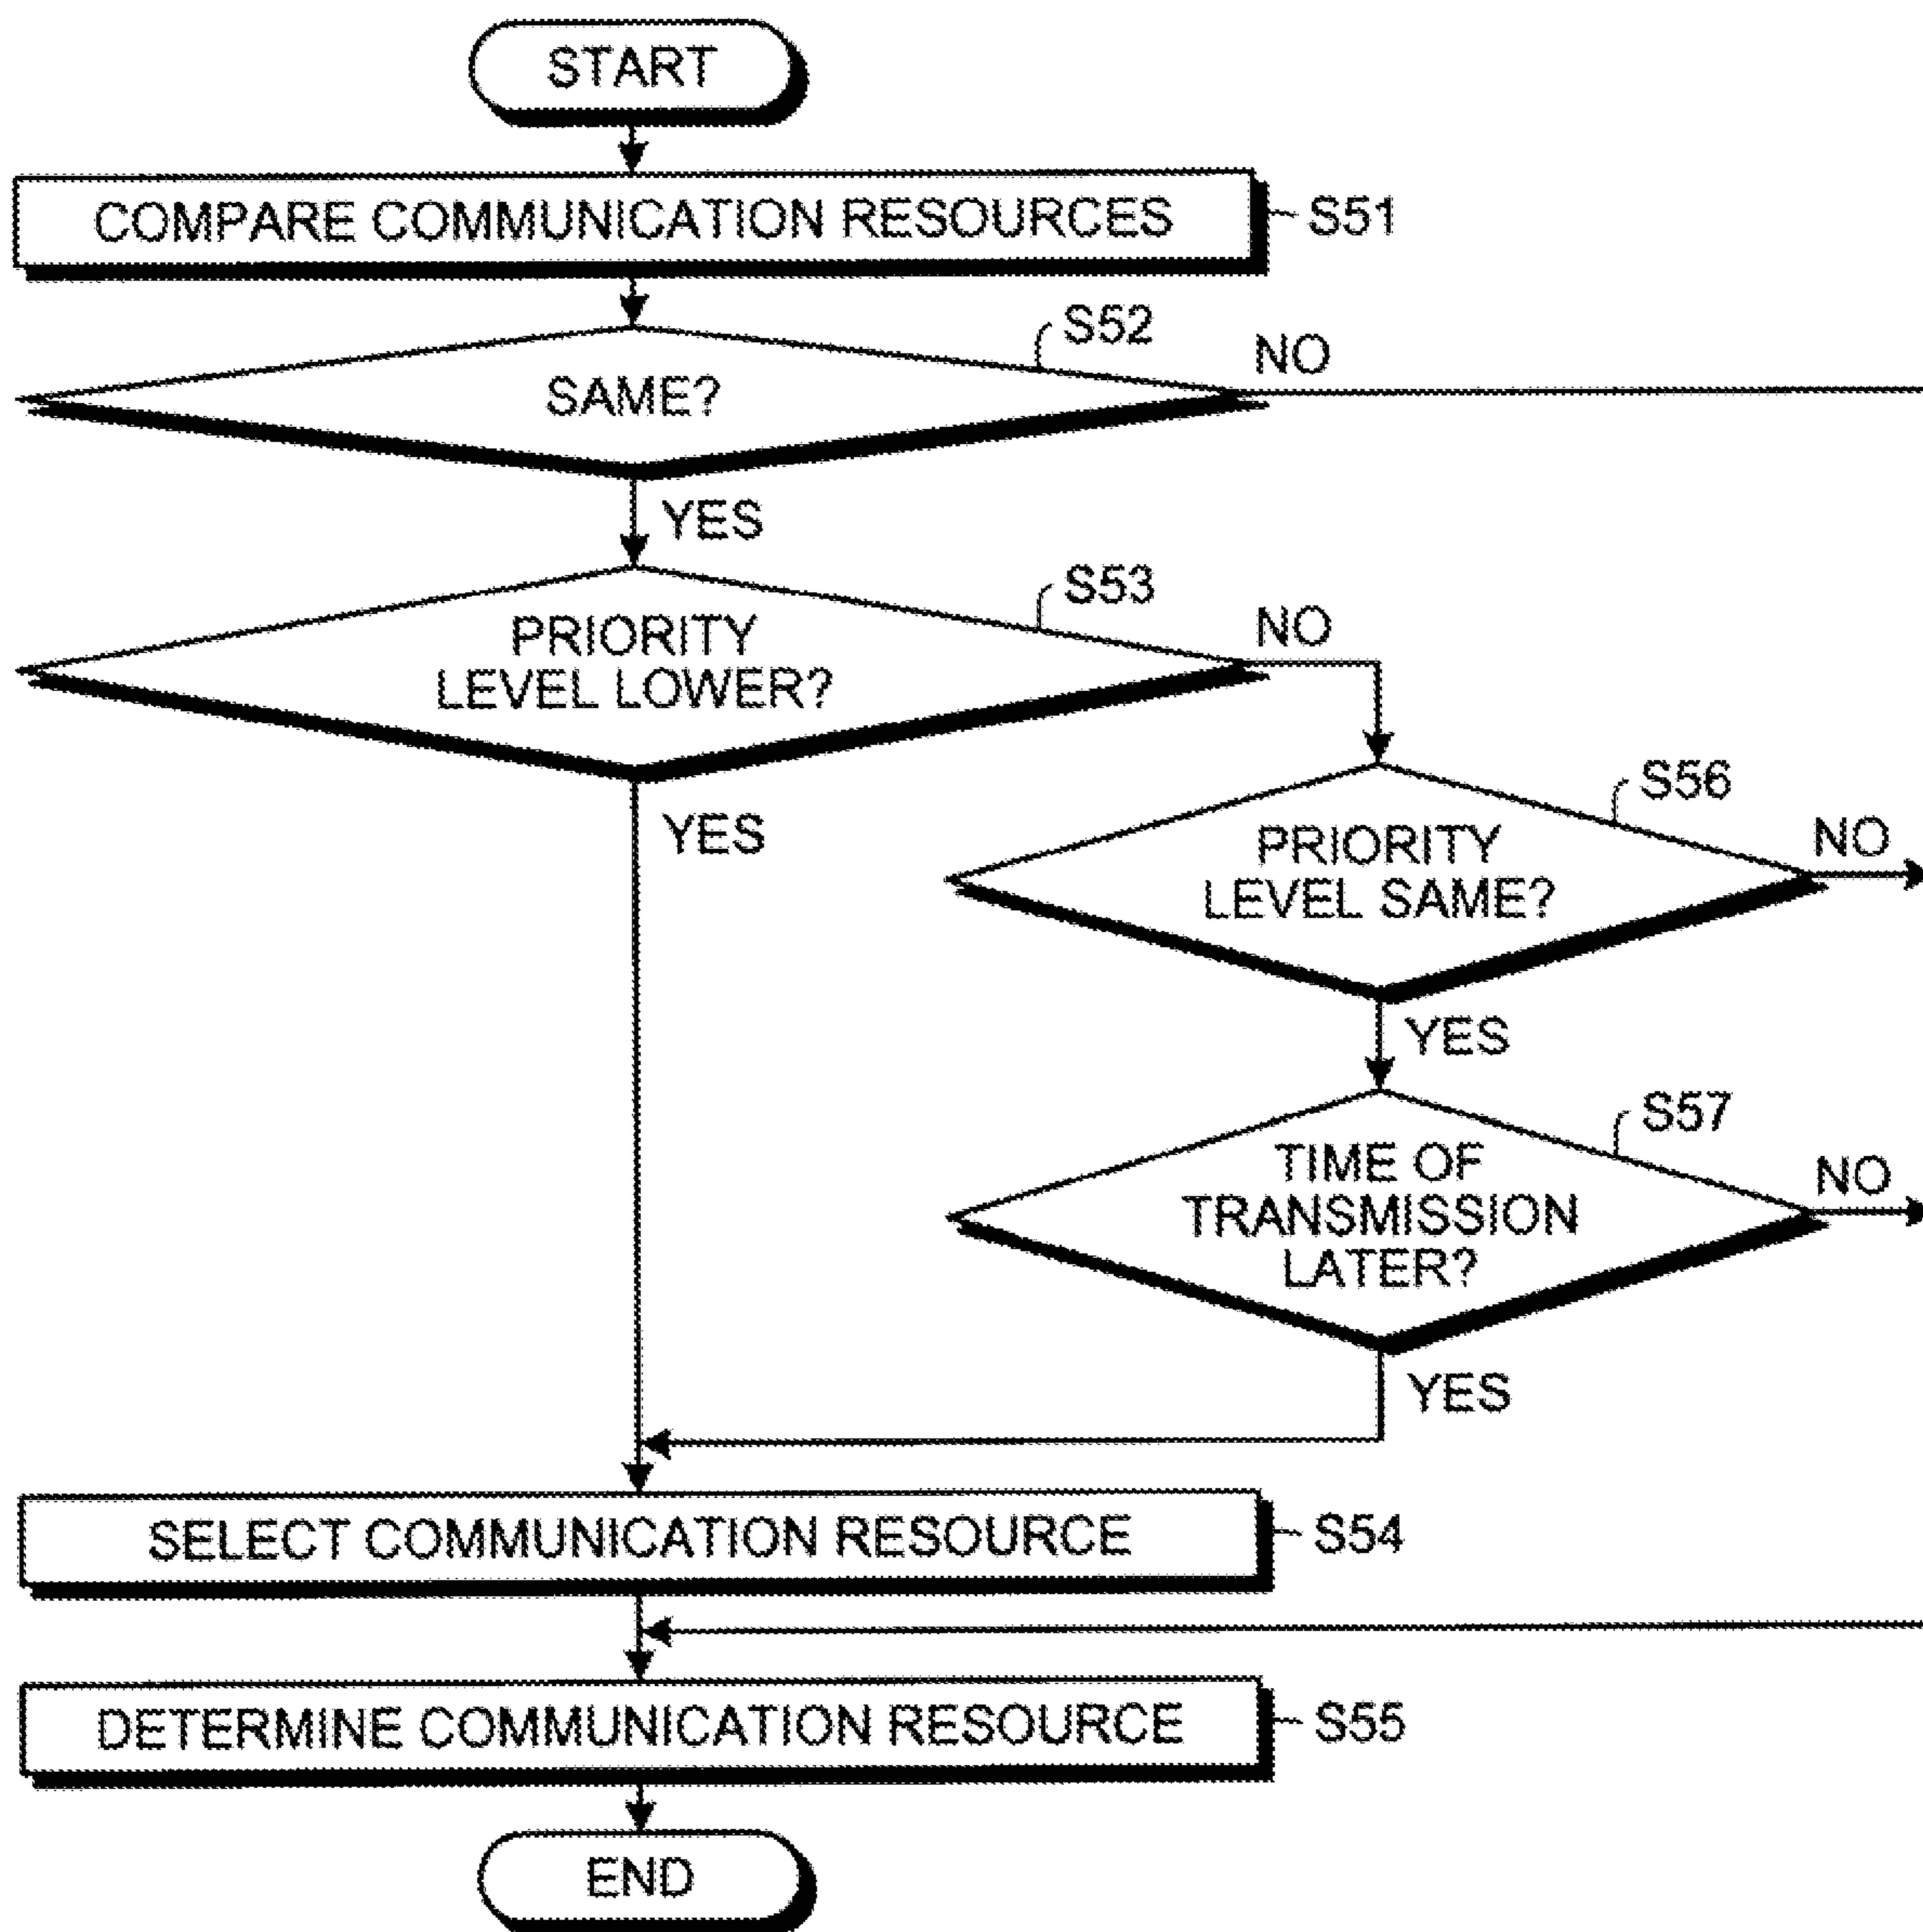 START
COMPARE COMMUNICATION RESOURCES
S51
S52
SAME?
NO
YES
S53
PRIORITY
LEVEL LOWER?
NO
YES
S56
PRIORITY
LEVEL SAME?
NO
YES
S57
TIME OF
TRANSMISSION
LATER?
NO
YES
SELECT COMMUNICATION RESOURCE
S54
DETERMINE COMMUNICATION RESOURCE
S55
END